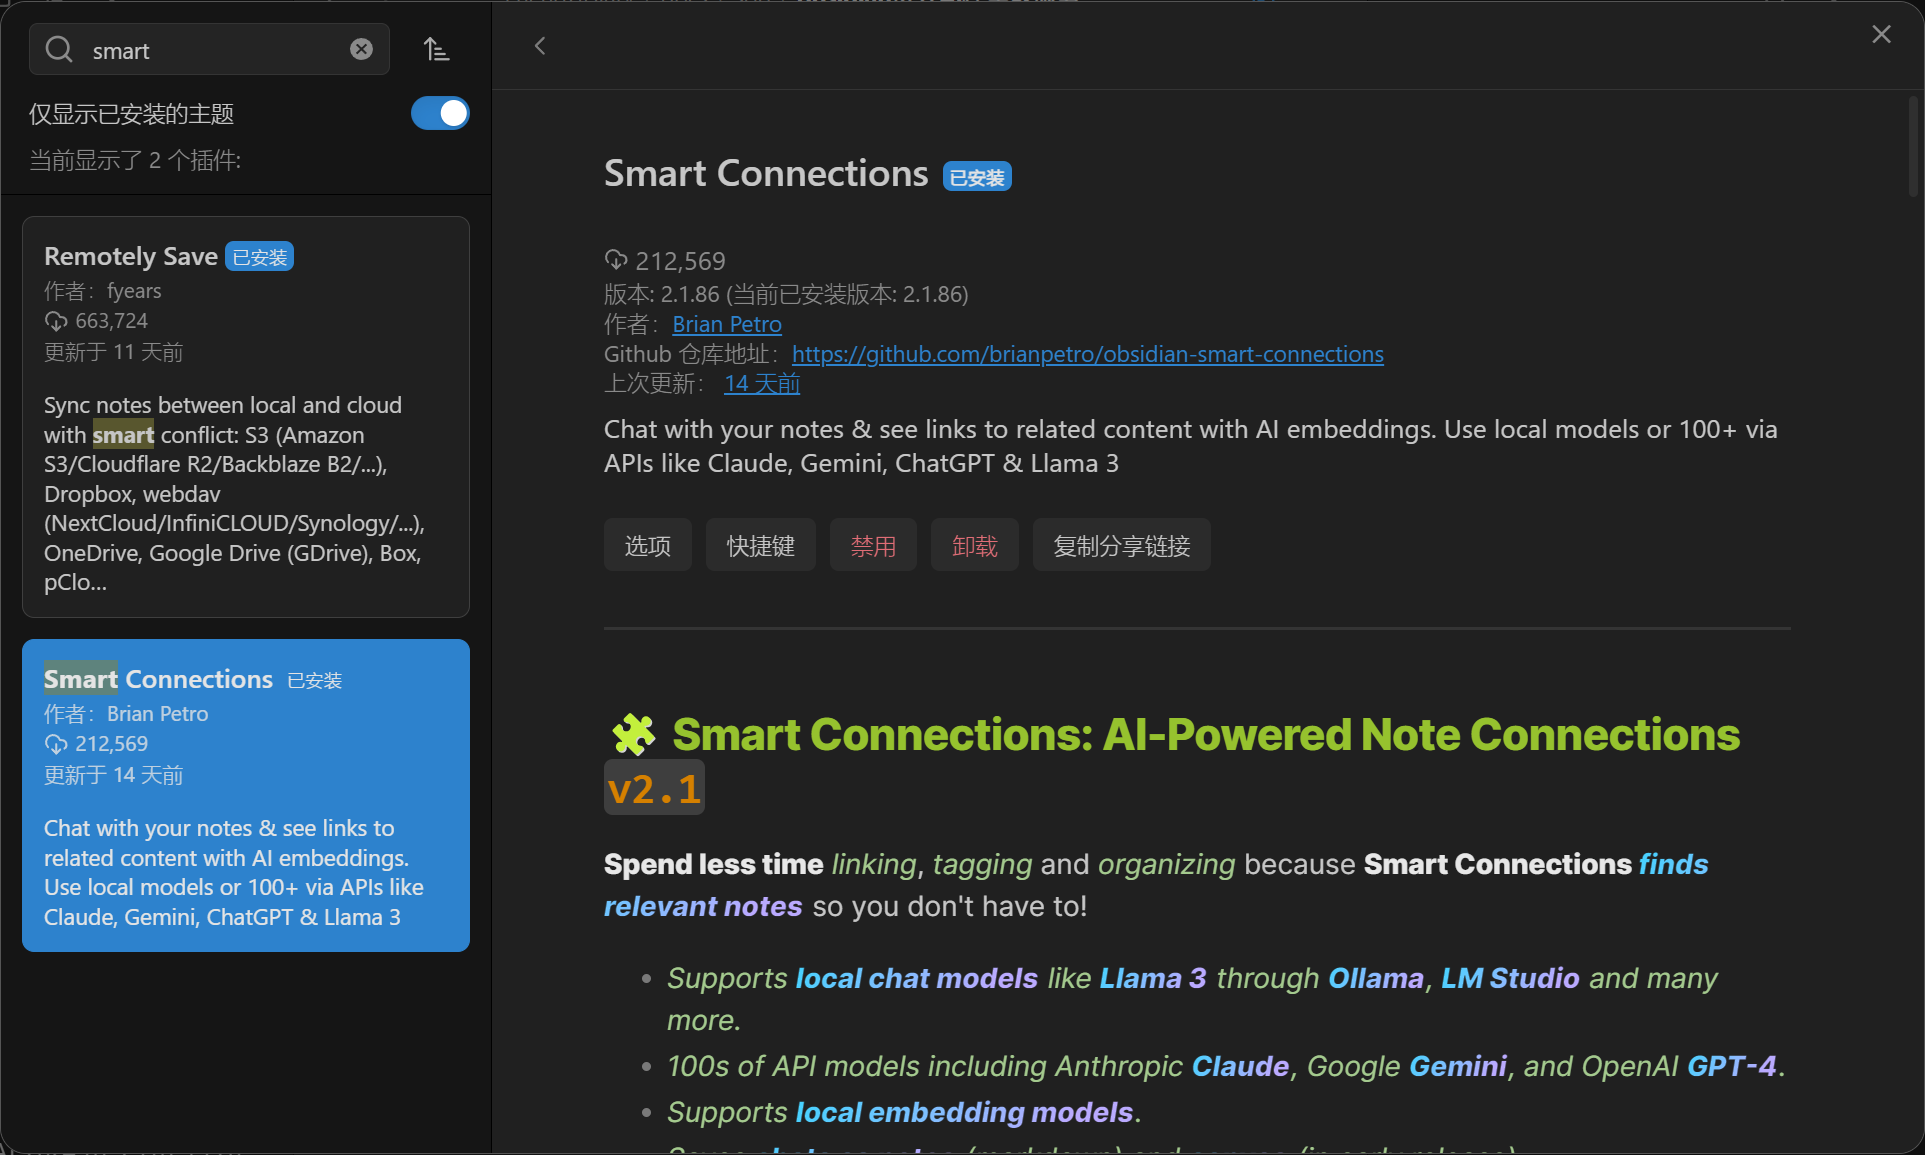 smart
仅显示已安装的主题
当前显示了 2 个插件:
Remotely Save 已安装
作者：fyears
663,724
更新于 11 天前
Sync notes between local and cloud
with smart conflict: S3 (Amazon
S3/Cloudflare R2/Backblaze B2/...),
Dropbox, webdav
(NextCloud/InfiniCLOUD/Synology/...),
OneDrive, Google Drive (GDrive), Box,
pClo...
Smart Connections 已安装
作者：Brian Petro
212,569
更新于 14 天前
Chat with your notes & see links to
related content with AI embeddings.
Use local models or 100+ via APIs like
Claude, Gemini, ChatGPT & Llama 3
Smart Connections 已安装
212,569
版本: 2.1.86 (当前已安装版本: 2.1.86)
作者：Brian Petro
Github 仓库地址：https://github.com/brianpetro/obsidian-smart-connections
上次更新：14 天前
Chat with your notes & see links to related content with AI embeddings. Use local models or 100+ via
APIs like Claude, Gemini, ChatGPT & Llama 3
选项 快捷键 禁用 卸载 复制分享链接
Smart Connections: AI-Powered Note Connections
v2.1
Spend less time linking, tagging and organizing because Smart Connections finds
relevant notes so you don't have to!
Supports local chat models like Llama 3 through Ollama, LM Studio and many
more.
100s of API models including Anthropic Claude, Google Gemini, and OpenAI GPT-4.
Supports local embedding models.